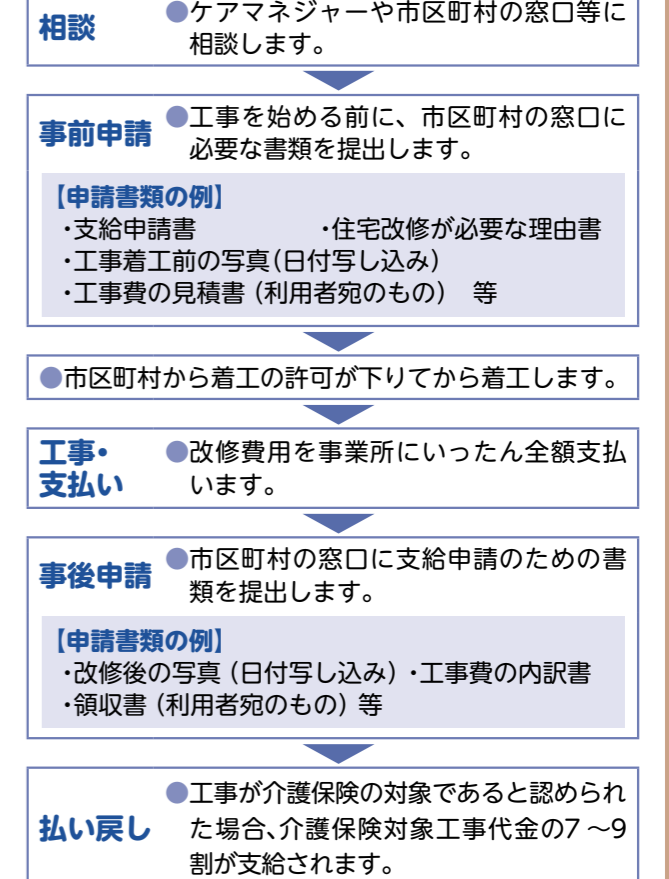 相談
●ケアマネジャーや市区町村の窓口等に
相談します。
事前申請
●工事を始める前に、市区町村の窓口に
必要な書類を提出します。
【申請書類の例】
・支給申請書　・住宅改修が必要な理由書
・工事着工前の写真（日付写し込み）
・工事費の見積書（利用者宛のもの）　等
●市区町村から着工の許可が下りてから着工します。
工事・
支払い
●改修費用を事業所にいったん全額支払
います。
事後申請
●市区町村の窓口に支給申請のための書
類を提出します。
【申請書類の例】
・改修後の写真（日付写し込み）・工事費の内訳書
・領収書（利用者宛のもの）等
払い戻し
●工事が介護保険の対象であると認められ
た場合、介護保険対象工事代金の7～9
割が支給されます。